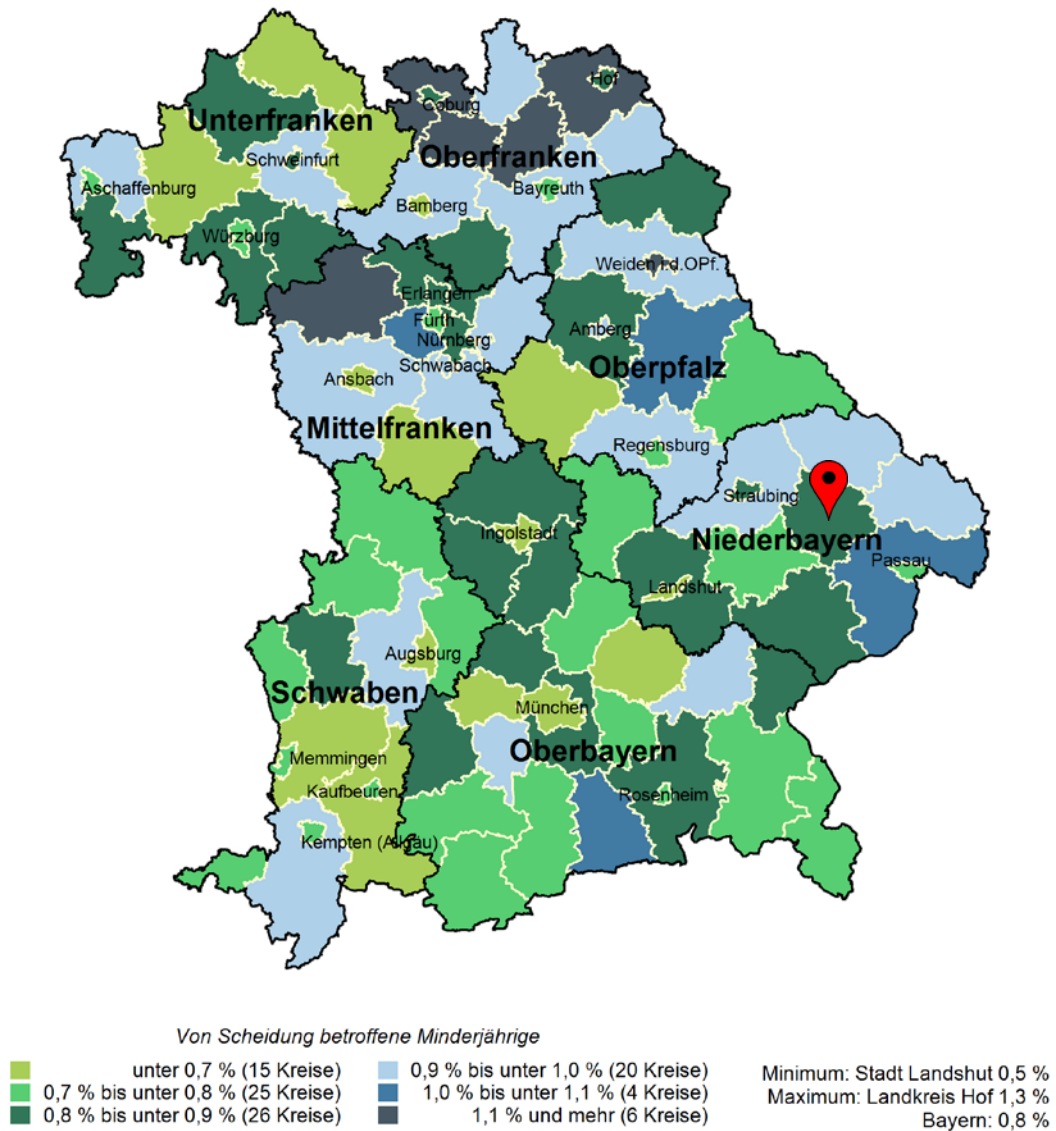 Hof
Coburg
Unterfranken
Oberfranken
Schweinfurt
Aschaffenburg
Bayreuth
Bamberg
Würzburg
Weiden i.d.OPf.
Erlangen
Fürth
Amberg
Nürnberg
Schwabach
Oberpfalz
Ansbach
Mittelfranken
Regensburg
Straubing
Ingolstadt
Niederbayern
Passau
Landshut
Augsburg
Schwaben
München
Oberbayern
Memmingen
Kaufbeuren
Rosenheim
Kempten (Allgäu)
Von Scheidung betroffene Minderjährige
unter 0,7 % (15 Kreise)
0,7 % bis unter 0,8 % (25 Kreise)
0,8 % bis unter 0,9 % (26 Kreise)
0,9 % bis unter 1,0 % (20 Kreise)
1,0 % bis unter 1,1 % (4 Kreise)
1,1 % und mehr (6 Kreise)
Minimum: Stadt Landshut 0,5 %
Maximum: Landkreis Hof 1,3 %
Bayern: 0,8 %